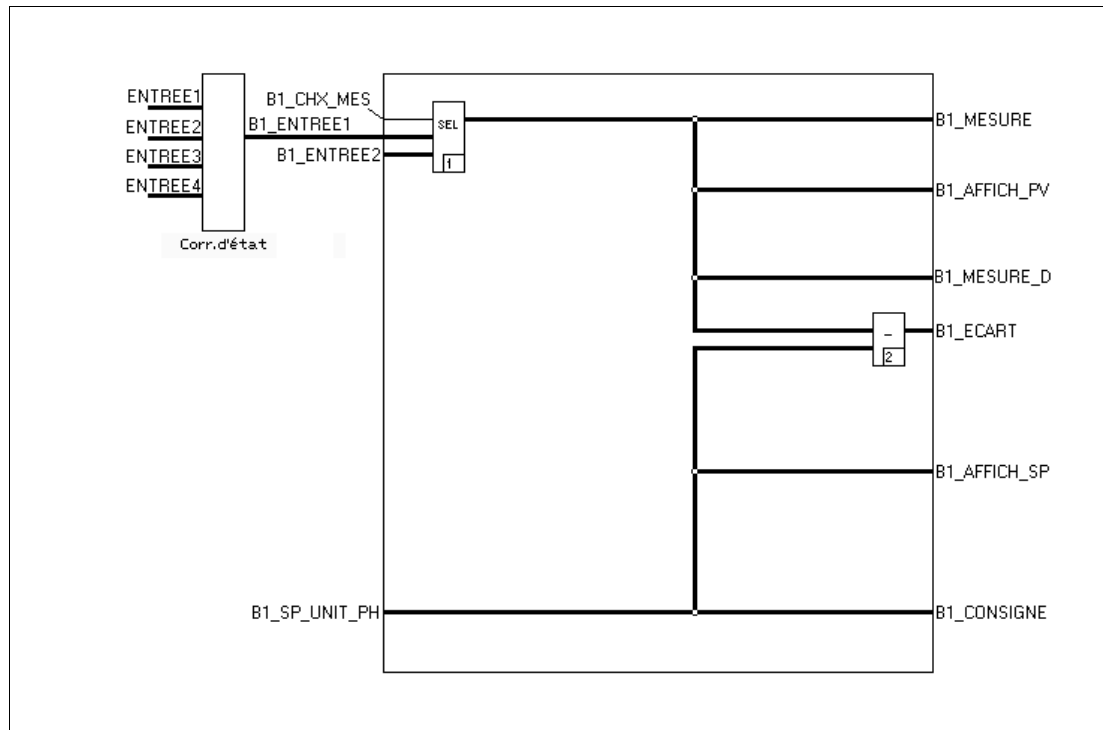 ENTREE1
ENTREE2
ENTREE3
ENTREE4
Corr.d'état
B1_CHX_MES
B1_ENTREE1
B1_ENTREE2
SEL
1
B1_MESURE
B1_AFFICH_PV
B1_MESURE_D
-
2
B1_ECART
B1_AFFICH_SP
B1_SP_UNIT_PH
B1_CONSIGNE